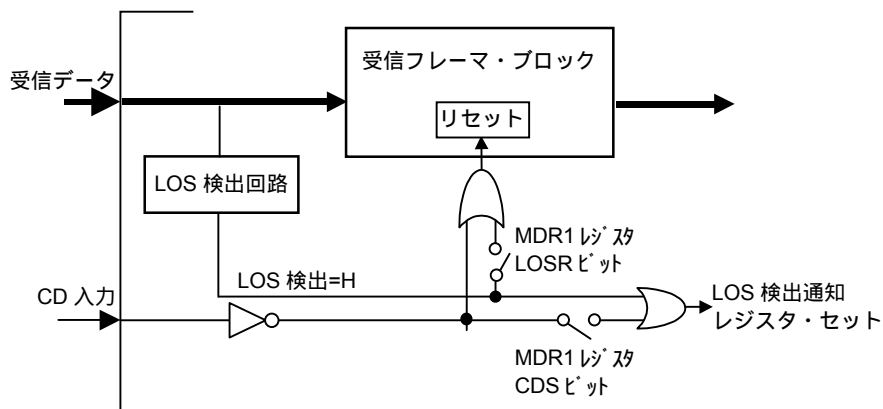 受信フレーマ・ブロック
受信データ
リセット
LOS 検出回路
MDR1 ﾚｼﾞｽﾀ
LOSR ﾋﾞｯﾄ
LOS 検出=H
CD 入力
LOS 検出通知
レジスタ・セット
MDR1 ﾚｼﾞｽﾀ
CDS ﾋﾞｯﾄ